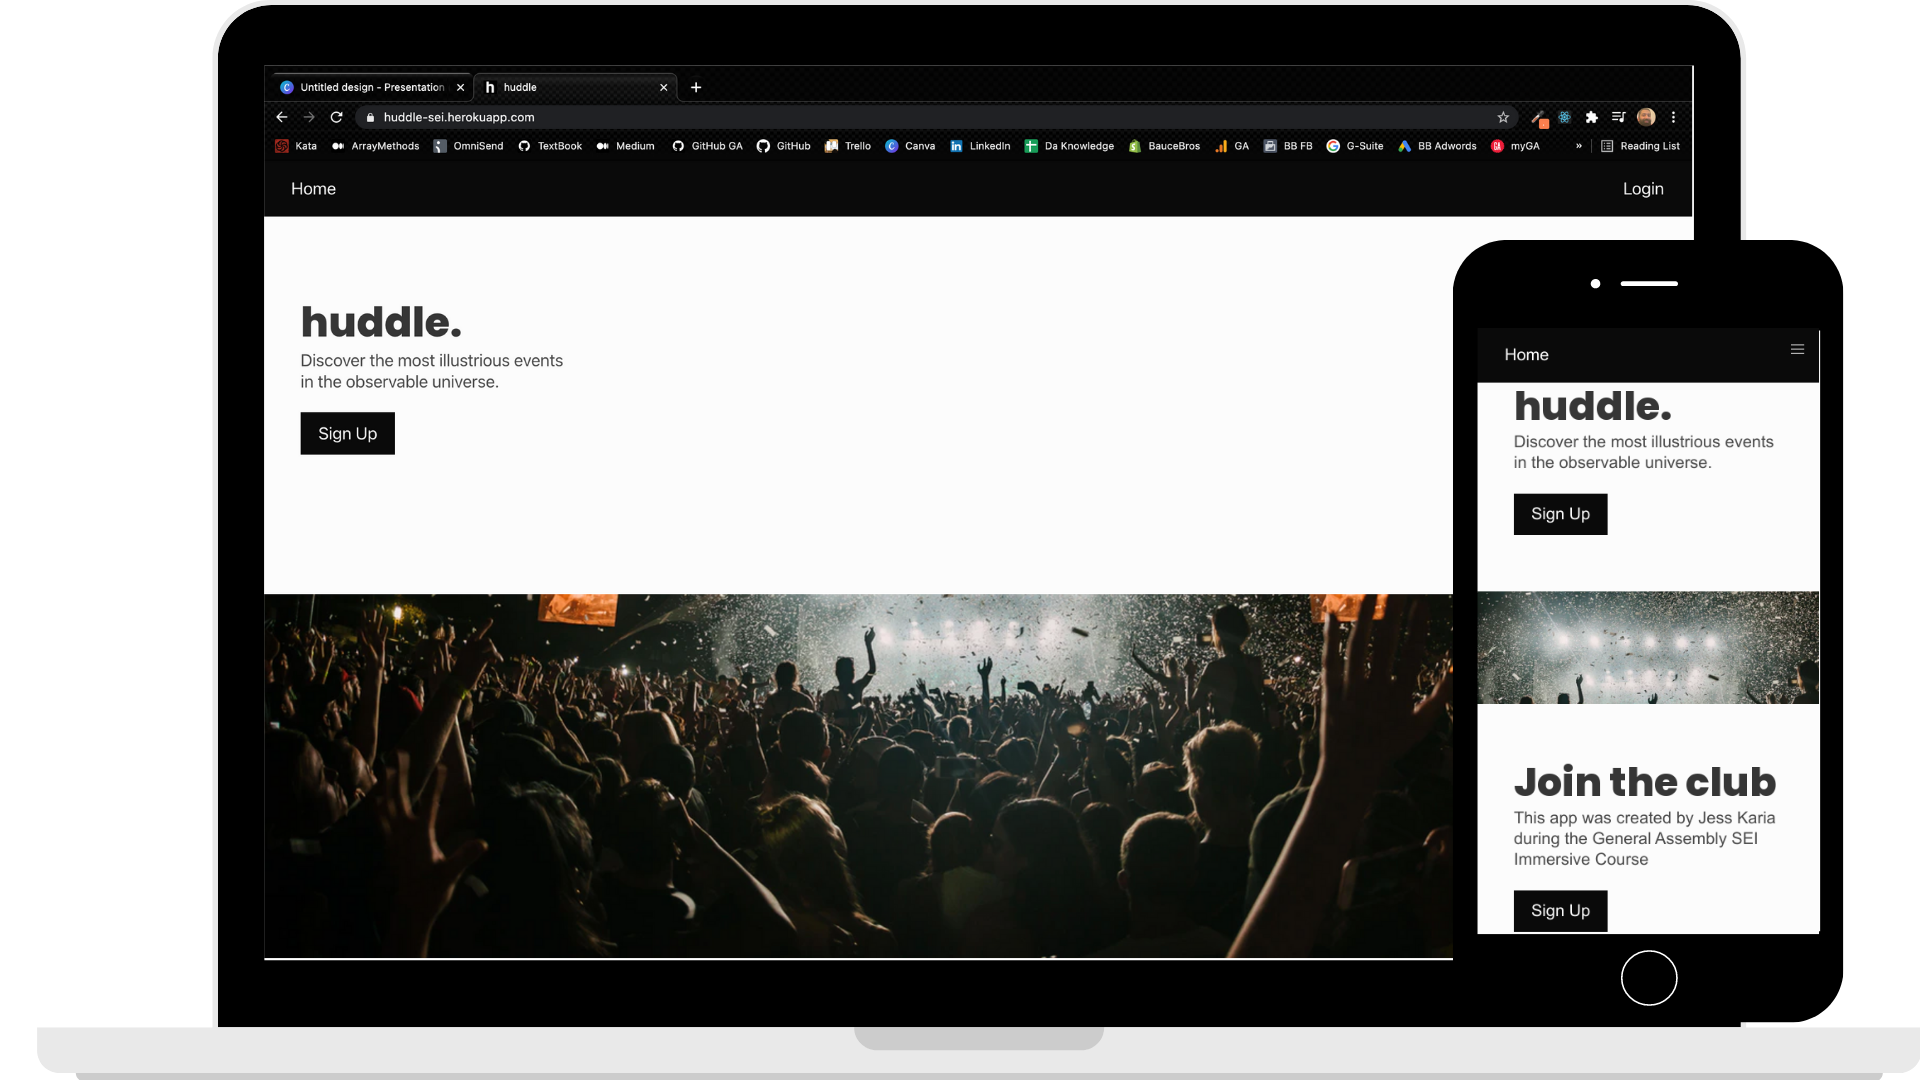 Untitled design - Presentation
huddle
huddle-sei.herokuapp.com
Kata ArrayMethods OmniSend TextBook Medium GitHub GA GitHub Trello Canva LinkedIn Da Knowledge BauceBros GA BB FB G-Suite BB Adwords myGA » Reading List
Home Login
huddle.
Discover the most illustrious events
in the observable universe.
Sign Up
Home
huddle.
Discover the most illustrious events
in the observable universe.
Sign Up
Join the club
This app was created by Jess Karia
during the General Assembly SEI
Immersive Course
Sign Up